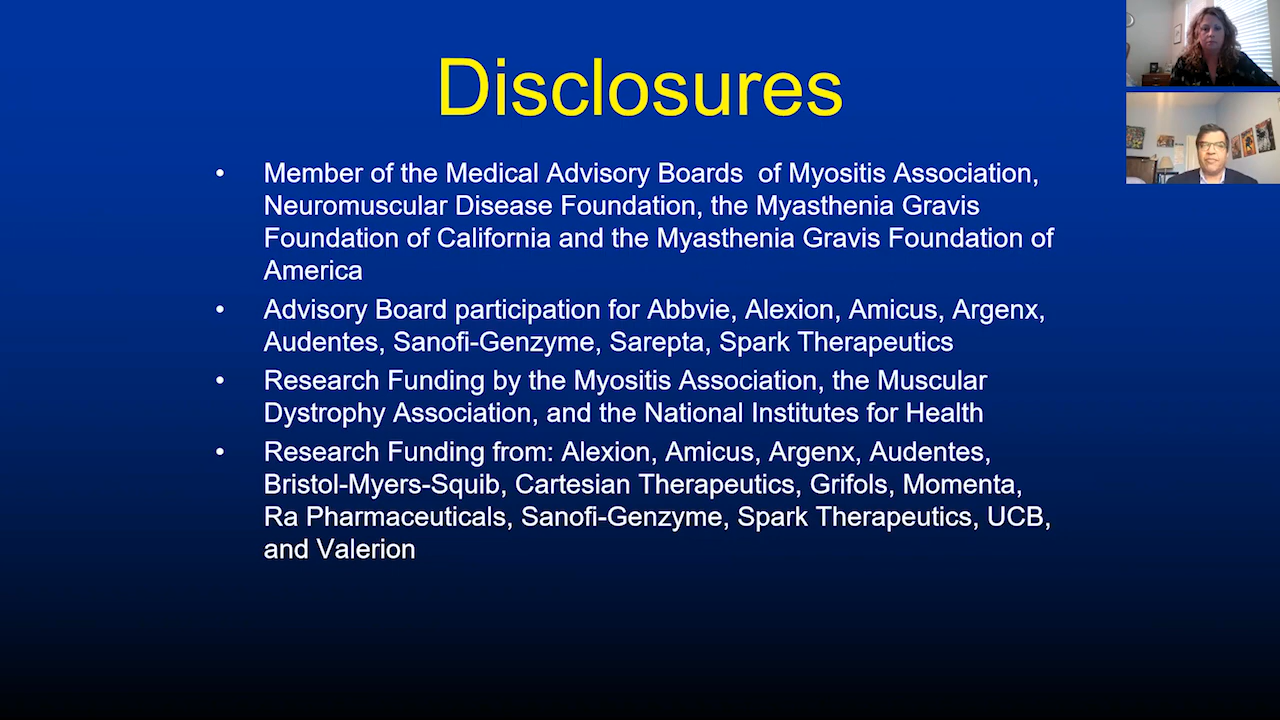 Disclosures
• Member of the Medical Advisory Boards of Myositis Association,
Neuromuscular Disease Foundation, the Myasthenia Gravis
Foundation of California and the Myasthenia Gravis Foundation of
America
• Advisory Board participation for Abbvie, Alexion, Amicus, Argenx,
Audentes, Sanofi-Genzyme, Sarepta, Spark Therapeutics
• Research Funding by the Myositis Association, the Muscular
Dystrophy Association, and the National Institutes for Health
• Research Funding from: Alexion, Amicus, Argenx, Audentes,
Bristol-Myers-Squib, Cartesian Therapeutics, Grifols, Momenta,
Ra Pharmaceuticals, Sanofi-Genzyme, Spark Therapeutics, UCB,
and Valerion